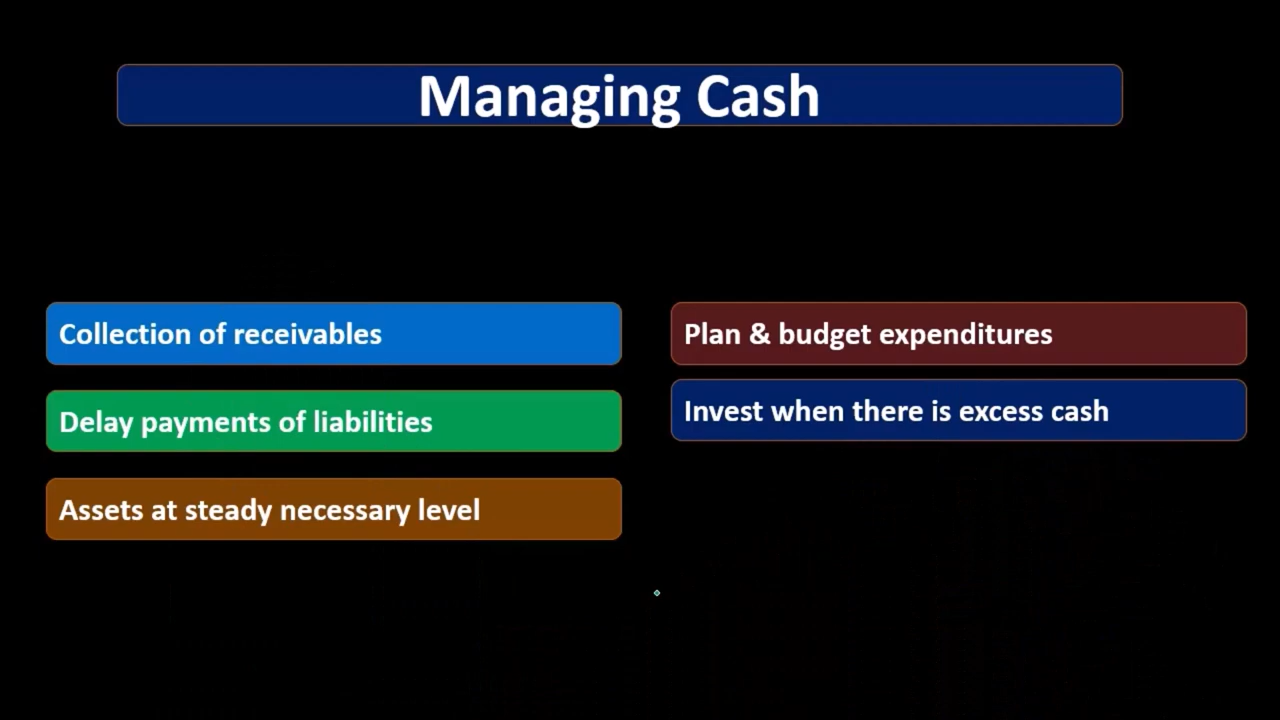 Managing Cash
Collection of receivables
Delay payments of liabilities
Assets at steady necessary level
Plan & budget expenditures
Invest when there is excess cash